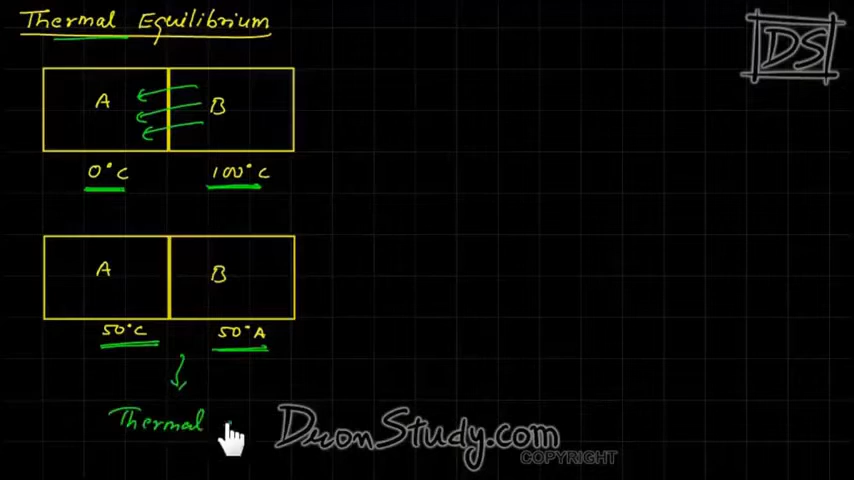 Thermal Equilibrium
DS
A B
0°C 100°C
A B
50°C 50°A
Thermal
DronStudy.com
COPYRIGHT